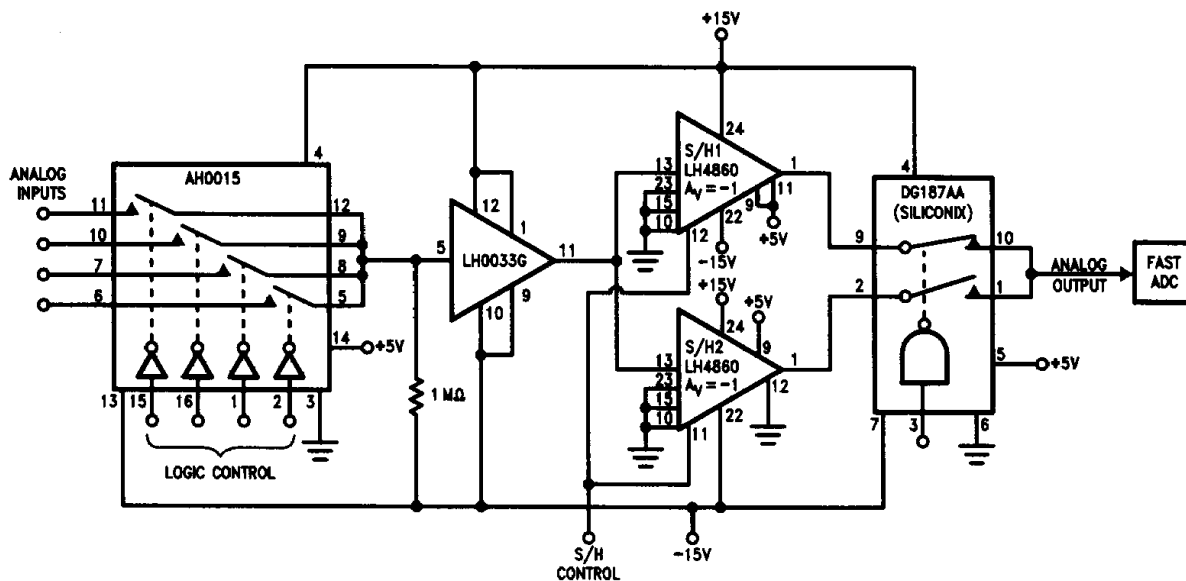 +15V
ANALOG
INPUTS
AH0015
4
11
12
10
9
7
8
6
5
14
+5V
13
15
16
1
2
3
LOGIC CONTROL
1 MΩ
5
12
1
LH0033G
11
10
9
24
S/H1
13
LH4860
1
23
AV = -1
15
11
10
9
22
12
+5V
-15V
+15V
24
+5V
9
S/H2
13
LH4860
1
23
AV = -1
15
12
10
22
11
S/H
CONTROL
-15V
4
DG187AA
(SILICONIX)
9
10
2
1
5
+5V
7
3
6
ANALOG
OUTPUT
FAST
ADC